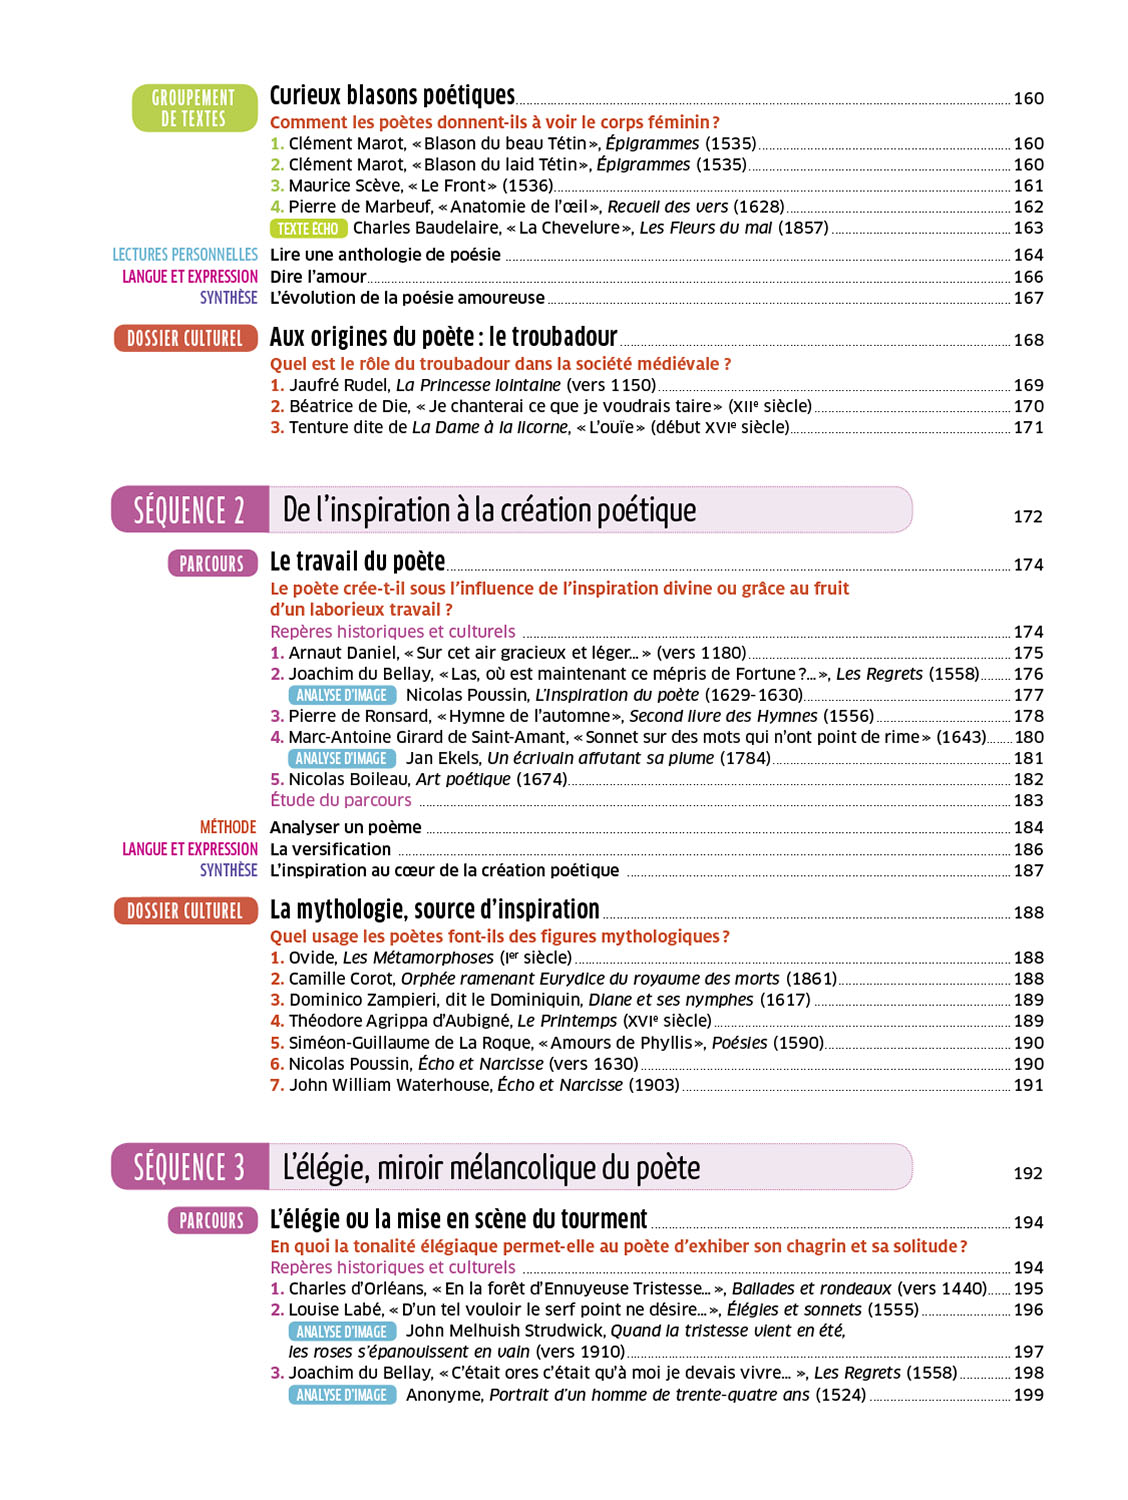 GROUPEMENT DE TEXTES
Curieux blasons poétiques 160
Comment les poètes donnent-ils à voir le corps féminin ?
1. Clément Marot, « Blason du beau Tétin », Épigrammes (1535) 160
2. Clément Marot, « Blason du laid Tétin », Épigrammes (1535) 160
3. Maurice Scève, « Le Front » (1536) 161
4. Pierre de Marbeuf, « Anatomie de l’œil », Recueil des vers (1628) 162
TEXTE ÉCHO Charles Baudelaire, « La Chevelure », Les Fleurs du mal (1857) 163
LECTURES PERSONNELLES Lire une anthologie de poésie 164
LANGUE ET EXPRESSION Dire l’amour 166
SYNTHÈSE L’évolution de la poésie amoureuse 167
DOSSIER CULTUREL Aux origines du poète : le troubadour 168
Quel est le rôle du troubadour dans la société médiévale ?
1. Jaufré Rudel, La Princesse lointaine (vers 1150) 169
2. Béatrice de Die, « Je chanterai ce que je voudrais taire » (XIIe siècle) 170
3. Tenture dite de La Dame à la licorne, « L’ouïe » (début XVIe siècle) 171
SÉQUENCE 2 De l’inspiration à la création poétique 172
PARCOURS Le travail du poète 174
Le poète crée-t-il sous l’influence de l’inspiration divine ou grâce au fruit
d’un laborieux travail ?
Repères historiques et culturels 174
1. Arnaut Daniel, « Sur cet air gracieux et léger... » (vers 1180) 175
2. Joachim du Bellay, « Las, où est maintenant ce mépris de Fortune ?... », Les Regrets (1558) 176
ANALYSE D’IMAGE Nicolas Poussin, L’Inspiration du poète (1629-1630) 177
3. Pierre de Ronsard, « Hymne de l’automne », Second livre des Hymnes (1556) 178
4. Marc-Antoine Girard de Saint-Amant, « Sonnet sur des mots qui n’ont point de rime » (1643) 180
ANALYSE D’IMAGE Jan Ekels, Un écrivain affutant sa plume (1784) 181
5. Nicolas Boileau, Art poétique (1674) 182
Étude du parcours 183
MÉTHODE Analyser un poème 184
LANGUE ET EXPRESSION La versification 186
SYNTHÈSE L’inspiration au cœur de la création poétique 187
DOSSIER CULTUREL La mythologie, source d’inspiration 188
Quel usage les poètes font-ils des figures mythologiques ?
1. Ovide, Les Métamorphoses (Ier siècle) 188
2. Camille Corot, Orphée ramenant Eurydice du royaume des morts (1861) 188
3. Dominico Zampieri, dit le Dominiquin, Diane et ses nymphes (1617) 189
4. Théodore Agrippa d’Aubigné, Le Printemps (XVIe siècle) 189
5. Siméon-Guillaume de La Roque, « Amours de Phyllis », Poésies (1590) 190
6. Nicolas Poussin, Écho et Narcisse (vers 1630) 190
7. John William Waterhouse, Écho et Narcisse (1903) 191
SÉQUENCE 3 L’élégie, miroir mélancolique du poète 192
PARCOURS L’élégie ou la mise en scène du tourment 194
En quoi la tonalité élégiaque permet-elle au poète d’exhiber son chagrin et sa solitude ?
Repères historiques et culturels 194
1. Charles d’Orléans, « En la forêt d’Ennuyeuse Tristesse... », Ballades et rondeaux (vers 1440) 195
2. Louise Labé, « D’un tel vouloir le serf point ne désire... », Élégies et sonnets (1555) 196
ANALYSE D’IMAGE John Melhuish Strudwick, Quand la tristesse vient en été,
les roses s’épanouissent en vain (vers 1910) 197
3. Joachim du Bellay, « C’était ores c’était qu’à moi je devais vivre... », Les Regrets (1558) 198
ANALYSE D’IMAGE Anonyme, Portrait d’un homme de trente-quatre ans (1524) 199